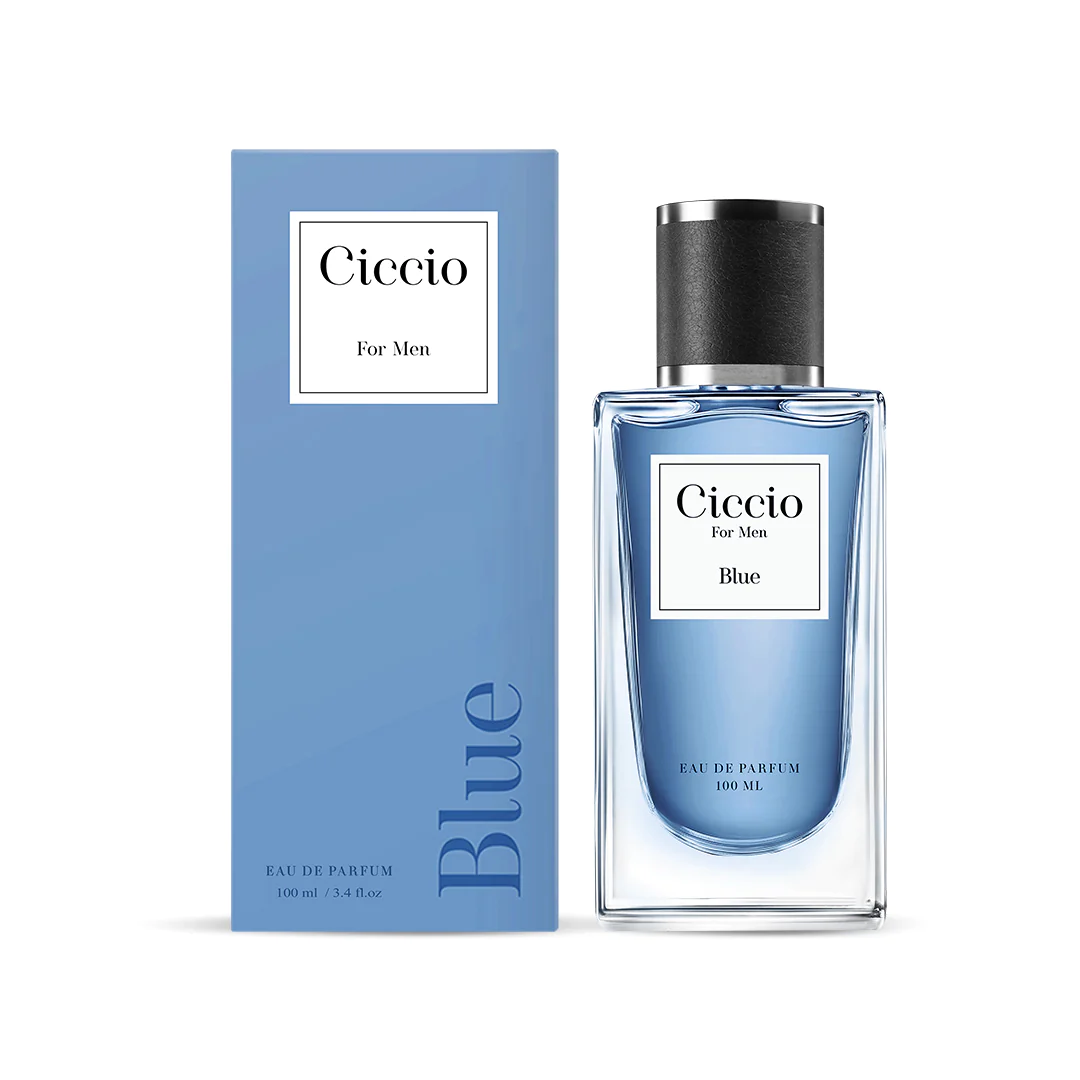 Ciccio
For Men
Blue
EAU DE PARFUM
100 ml / 3.4 fl.oz
Ciccio
For Men
Blue
EAU DE PARFUM
100 ML